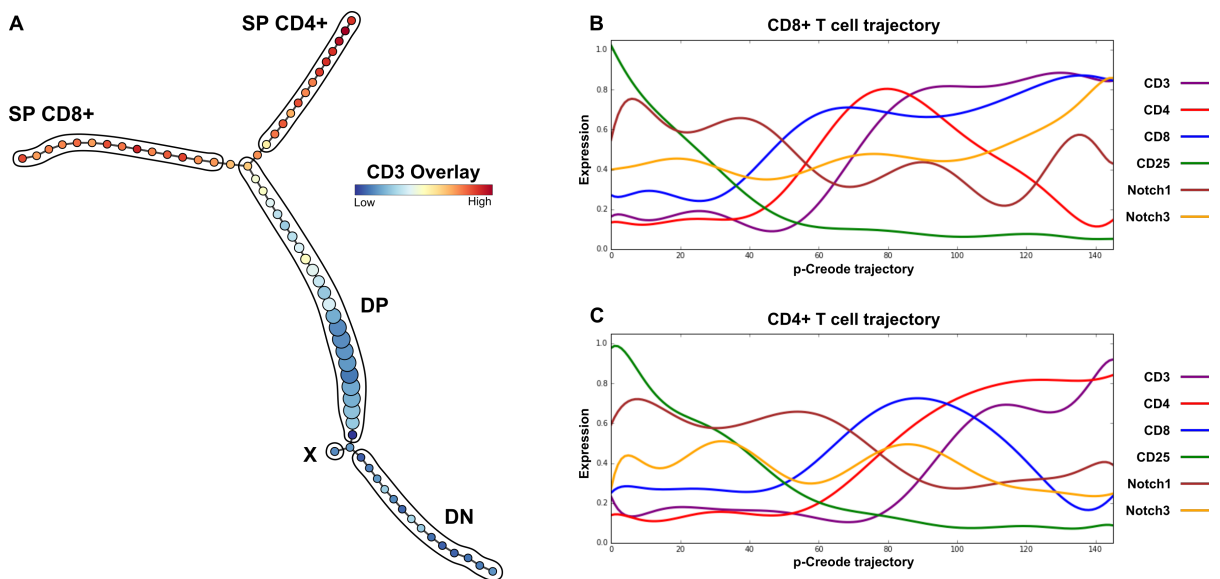 A
SP CD4+
SP CD8+
CD3 Overlay
Low
High
DP
X
DN
B
CD8+ T cell trajectory
Expression
1.0
0.8
0.6
0.4
0.2
0.0
0
20
40
60
80
100
120
140
p-Creode trajectory
CD3
CD4
CD8
CD25
Notch1
Notch3
C
CD4+ T cell trajectory
Expression
1.0
0.8
0.6
0.4
0.2
0.0
0
20
40
60
80
100
120
140
p-Creode trajectory
CD3
CD4
CD8
CD25
Notch1
Notch3